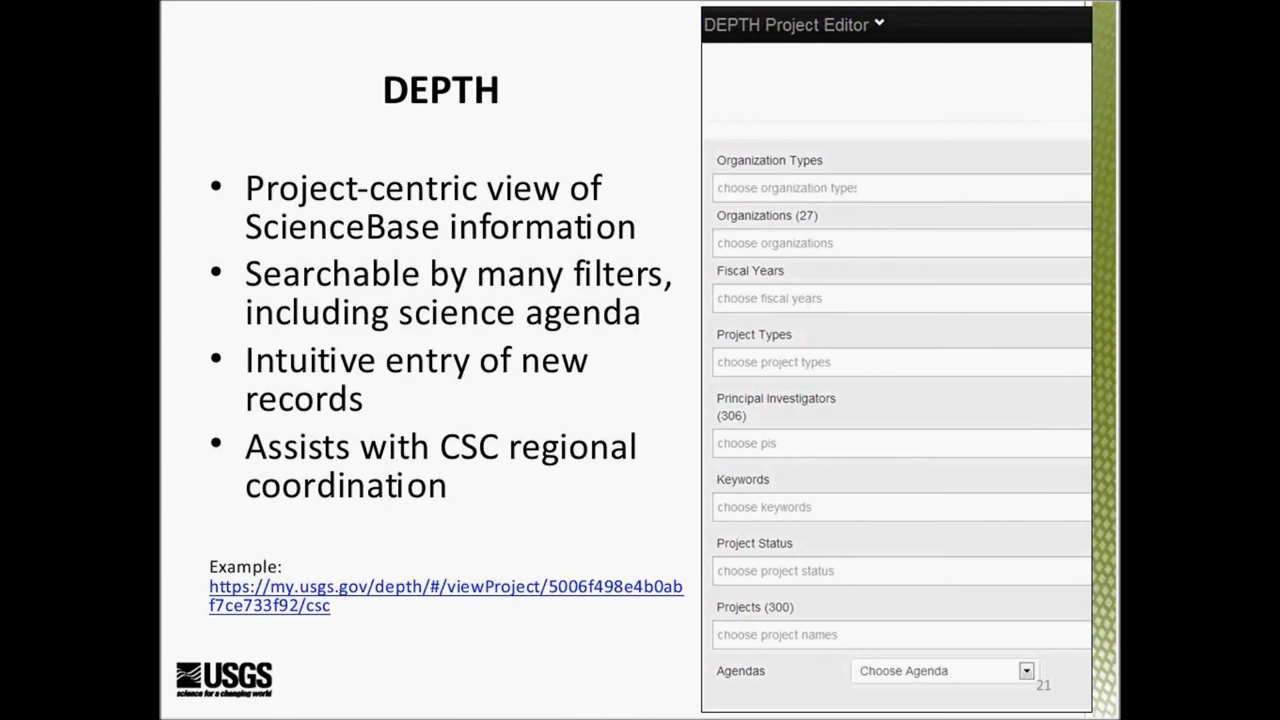 DEPTH
• Project-centric view of
ScienceBase information
• Searchable by many filters,
including science agenda
• Intuitive entry of new
records
• Assists with CSC regional
coordination
Example:
https://my.usgs.gov/depth/#/viewProject/5006f498e4b0ab
f7ce733f92/csc
USGS
science for a changing world
DEPTH Project Editor
Organization Types
choose organization types
Organizations (27)
choose organizations
Fiscal Years
choose fiscal years
Project Types
choose project types
Principal Investigators
(306)
choose pis
Keywords
choose keywords
Project Status
choose project status
Projects (300)
choose project names
Agendas
Choose Agenda
21